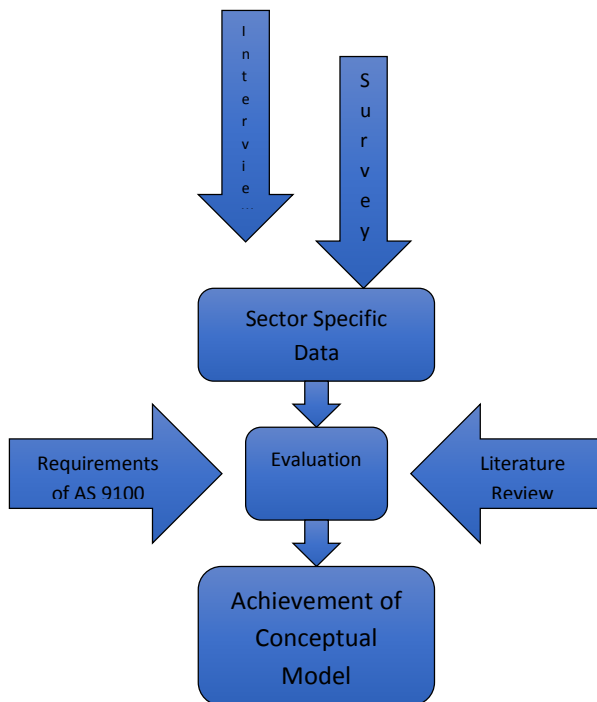 Intervie...
Survey
Sector Specific
Data
Evaluation
Requirements
of AS 9100
Literature
Review
Achievement of
Conceptual
Model